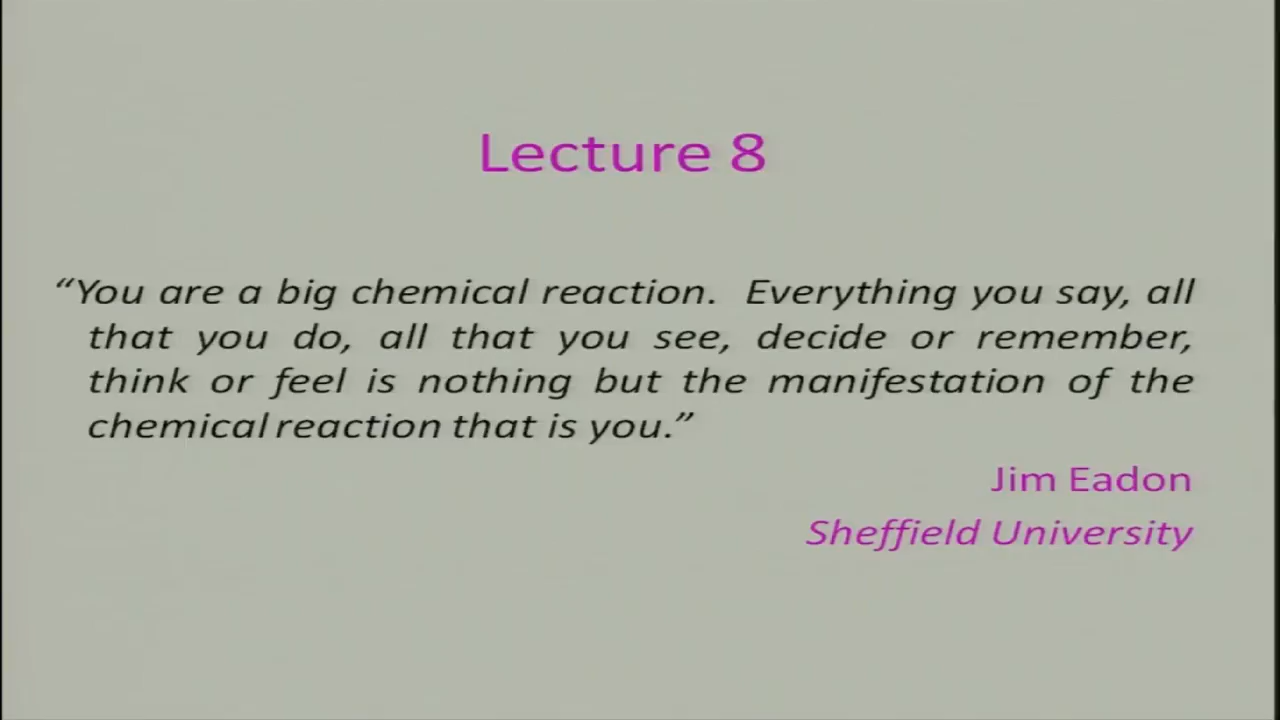 Lecture 8
“You are a big chemical reaction. Everything you say, all
that you do, all that you see, decide or remember,
think or feel is nothing but the manifestation of the
chemical reaction that is you.”
Jim Eadon
Sheffield University